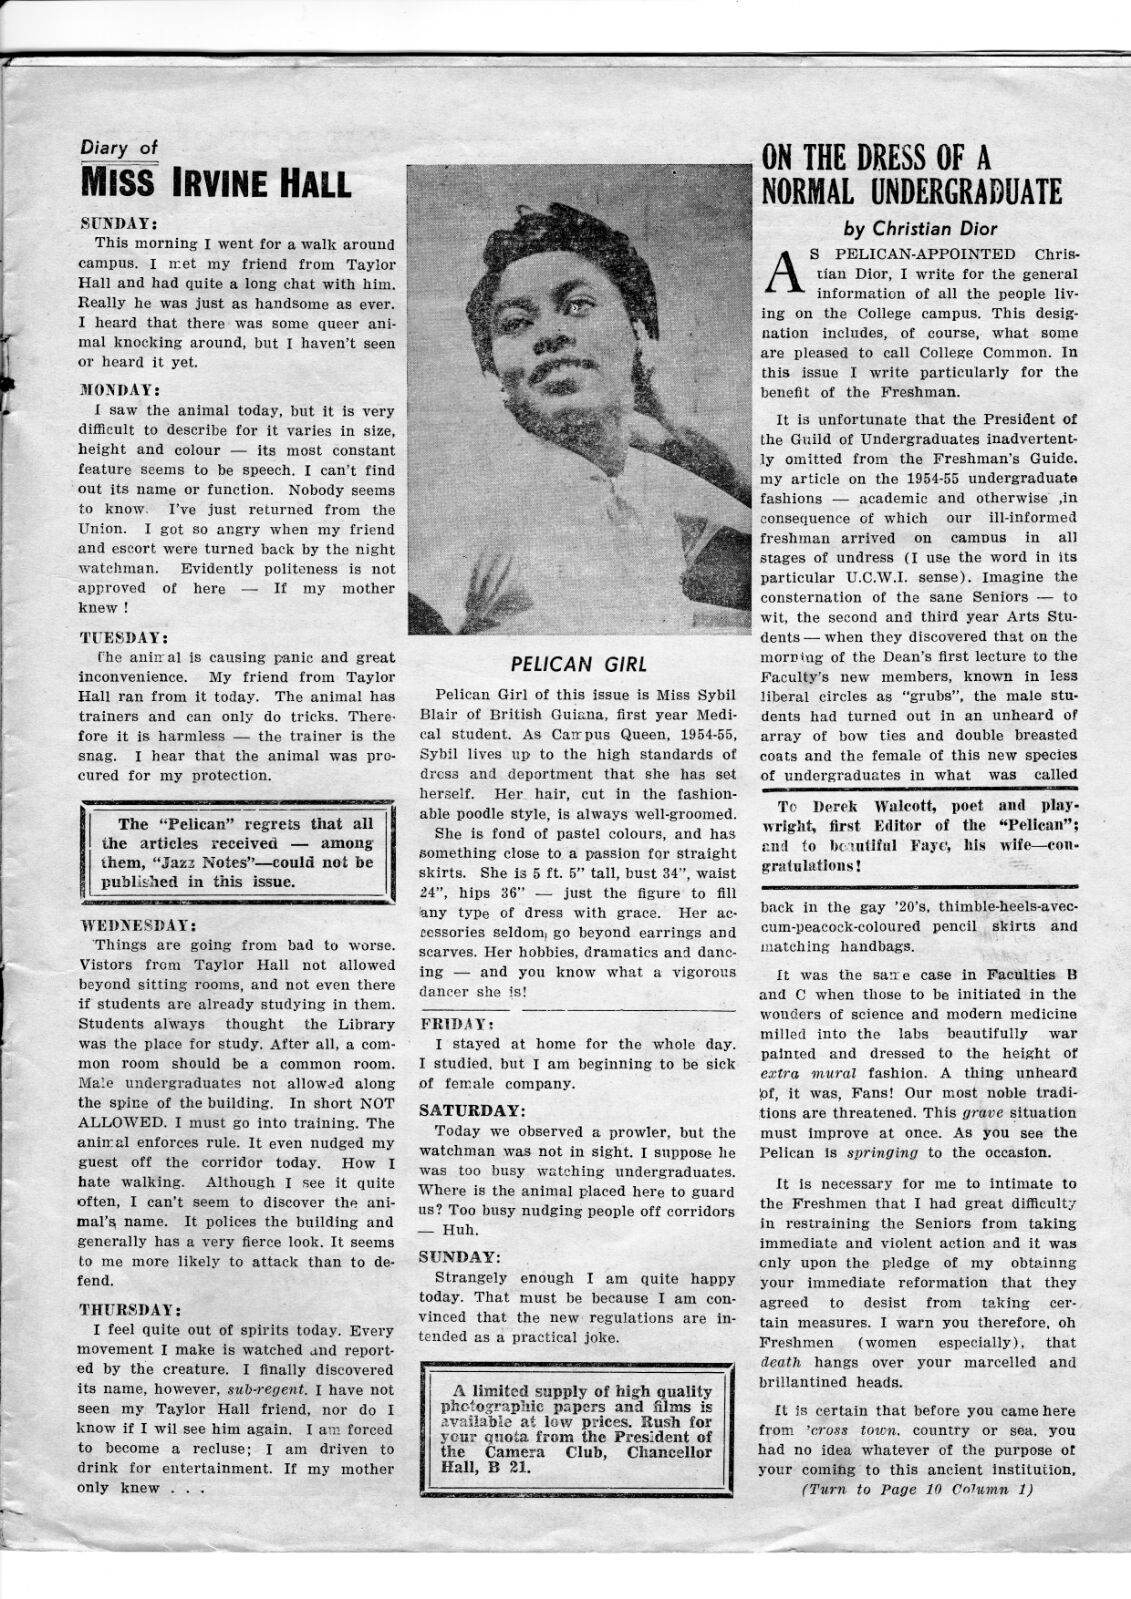 Diary of
MISS IRVINE HALL
SUNDAY:
This morning I went for a walk around
campus. I met my friend from Taylor
Hall and had quite a long chat with him.
Really he was just as handsome as ever.
I heard that there was some queer ani-
mal knocking around, but I haven't seen
or heard it yet.
MONDAY:
I saw the animal today, but it is very
difficult to describe for it varies in size,
height and colour — its most constant
feature seems to be speech. I can't find
out its name or function. Nobody seems
to know. I've just returned from the
Union. I got so angry when my friend
and escort were turned back by the night
watchman. Evidently politeness is not
approved of here — If my mother
knew !
TUESDAY:
The animal is causing panic and great
inconvenience. My friend from Taylor
Hall ran from it today. The animal has
trainers and can only do tricks. There-
fore it is harmless — the trainer is the
snag. I hear that the animal was pro-
cured for my protection.
The "Pelican" regrets that all
the articles received — among
them, "Jazz Notes"—could not be
published in this issue.
WEDNESDAY:
Things are going from bad to worse.
Vistors from Taylor Hall not allowed
beyond sitting rooms, and not even there
if students are already studying in them.
Students always thought the Library
was the place for study. After all, a com-
mon room should be a common room.
Male undergraduates not allowed along
the spine of the building. In short NOT
ALLOWED. I must go into training. The
animal enforces rule. It even nudged my
guest off the corridor today. How I
hate walking. Although I see it quite
often, I can't seem to discover the ani-
mal's name. It polices the building and
generally has a very fierce look. It seems
to me more likely to attack than to de-
fend.
THURSDAY:
I feel quite out of spirits today. Every
movement I make is watched and report-
ed by the creature. I finally discovered
its name, however, sub-regent. I have not
seen my Taylor Hall friend, nor do I
know if I wil see him again. I am forced
to become a recluse; I am driven to
drink for entertainment. If my mother
only knew . . .
PELICAN GIRL
Pelican Girl of this issue is Miss Sybil
Blair of British Guiana, first year Medi-
cal student. As Campus Queen, 1954-55,
Sybil lives up to the high standards of
dress and deportment that she has set
herself. Her hair, cut in the fashion-
able poodle style, is always well-groomed.
She is fond of pastel colours, and has
something close to a passion for straight
skirts. She is 5 ft. 5" tall, bust 34", waist
24", hips 36" — just the figure to fill
any type of dress with grace. Her ac-
cessories seldom go beyond earrings and
scarves. Her hobbies, dramatics and danc-
ing — and you know what a vigorous
dancer she is!
FRIDAY:
I stayed at home for the whole day.
I studied, but I am beginning to be sick
of female company.
SATURDAY:
Today we observed a prowler, but the
watchman was not in sight. I suppose he
was too busy watching undergraduates.
Where is the animal placed here to guard
us? Too busy nudging people off corridors
— Huh.
SUNDAY:
Strangely enough I am quite happy
today. That must be because I am con-
vinced that the new regulations are in-
tended as a practical joke.
A limited supply of high quality
photographic papers and films is
available at low prices. Rush for
your quota from the President of
the Camera Club, Chancellor
Hall, B 21.
ON THE DRESS OF A
NORMAL UNDERGRADUATE
by Christian Dior
AS PELICAN-APPOINTED Chris-
tian Dior, I write for the general
information of all the people liv-
ing on the College campus. This desig-
nation includes, of course, what some
are pleased to call College Common. In
this issue I write particularly for the
benefit of the Freshman.
It is unfortunate that the President of
the Guild of Undergraduates inadvertent-
ly omitted from the Freshman's Guide.
my article on the 1954-55 undergraduate
fashions — academic and otherwise ,in
consequence of which our ill-informed
freshman arrived on campus in all
stages of undress (I use the word in its
particular U.C.W.I. sense). Imagine the
consternation of the sane Seniors — to
wit, the second and third year Arts Stu-
dents — when they discovered that on the
morning of the Dean's first lecture to the
Faculty's new members, known in less
liberal circles as "grubs", the male stu-
dents had turned out in an unheard of
array of bow ties and double breasted
coats and the female of this new species
of undergraduates in what was called
To Derek Walcott, poet and play-
wright, first Editor of the "Pelican";
and to beautiful Faye, his wife—con-
gratulations!
back in the gay '20's, thimble-heels-avec-
cum-peacock-coloured pencil skirts and
matching handbags.
It was the same case in Faculties B
and C when those to be initiated in the
wonders of science and modern medicine
milled into the labs beautifully war
painted and dressed to the height of
extra mural fashion. A thing unheard
of, it was, Fans! Our most noble tradi-
tions are threatened. This grave situation
must improve at once. As you see the
Pelican is springing to the occasion.
It is necessary for me to intimate to
the Freshmen that I had great difficulty
in restraining the Seniors from taking
immediate and violent action and it was
only upon the pledge of my obtainng
your immediate reformation that they
agreed to desist from taking cer-
tain measures. I warn you therefore, oh
Freshmen (women especially), that
death hangs over your marcelled and
brillantined heads.
It is certain that before you came here
from 'cross town. country or sea, you
had no idea whatever of the purpose of
your coming to this ancient institution,
(Turn to Page 10 Column 1)